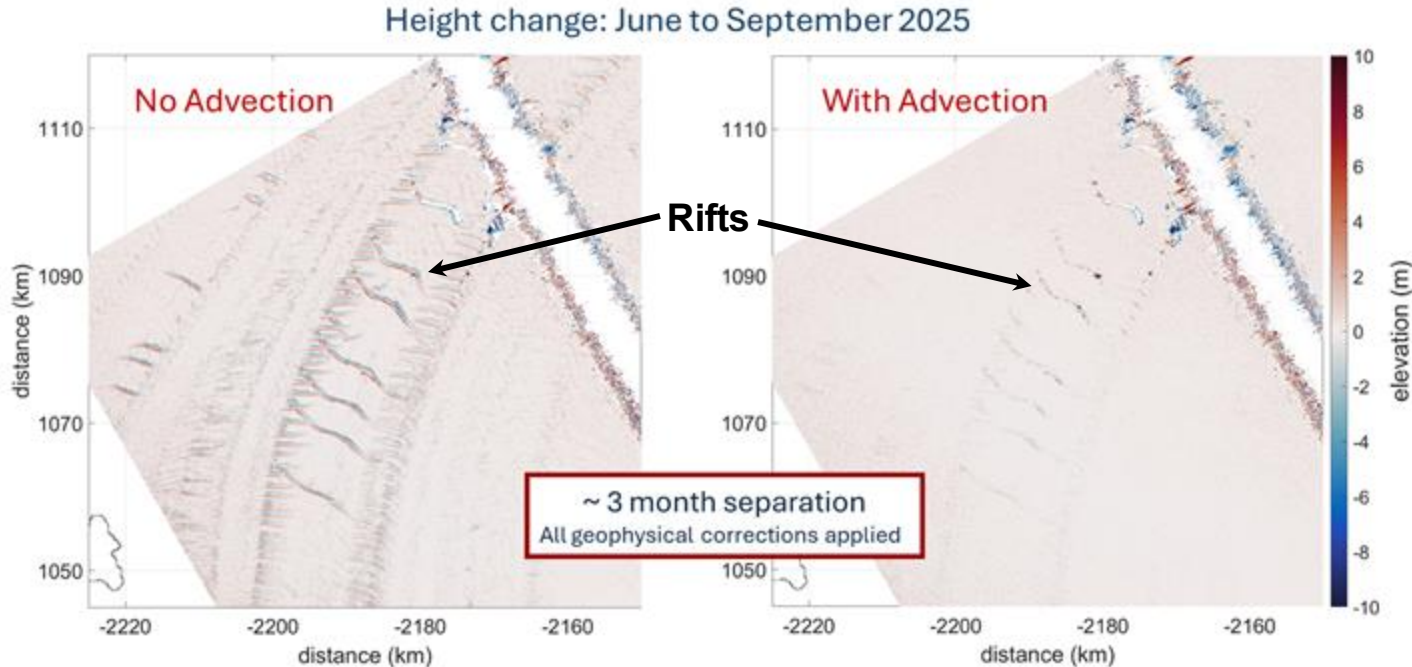 Height change: June to September 2025
No Advection
1110
1090
1070
1050
distance (km)
-2220
-2200
-2180
-2160
distance (km)
Rifts
~ 3 month separation
All geophysical corrections applied
With Advection
1110
1090
1070
1050
-2220
-2200
-2180
-2160
distance (km)
10
8
6
4
2
0
-2
-4
-6
-8
-10
elevation (m)